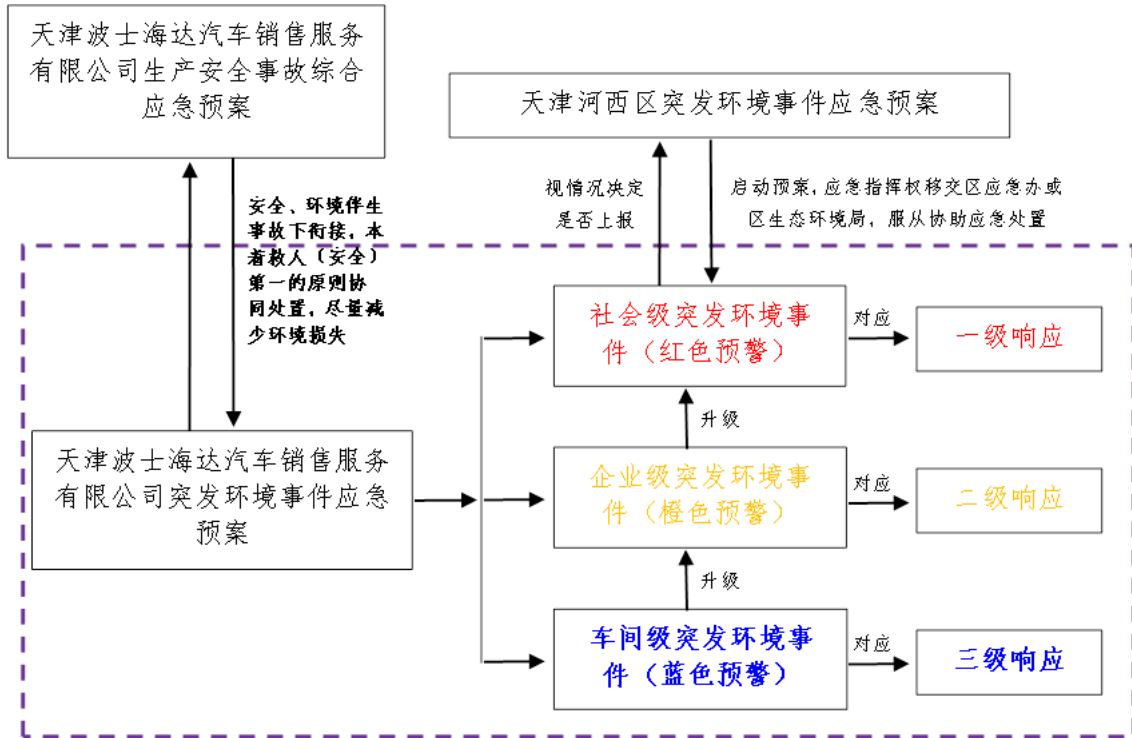 天津波士海达汽车销售服务
有限公司生产安全事故综合
应急预案
天津河西区突发环境事件应急预案
安全、环境伴生
事故下衔接，本
着救人（安全）
第一的原则协
同处置，尽量减
少环境损失
视情况决定
是否上报
启动预案，应急指挥权移交区应急办或
区生态环境局，服从协助应急处置
社会级突发环境事
件（红色预警）
对应
一级响应
升级
天津波士海达汽车销售服务
有限公司突发环境事件应急
预案
企业级突发环境事
件（橙色预警）
对应
二级响应
升级
车间级突发环境事
件（蓝色预警）
对应
三级响应